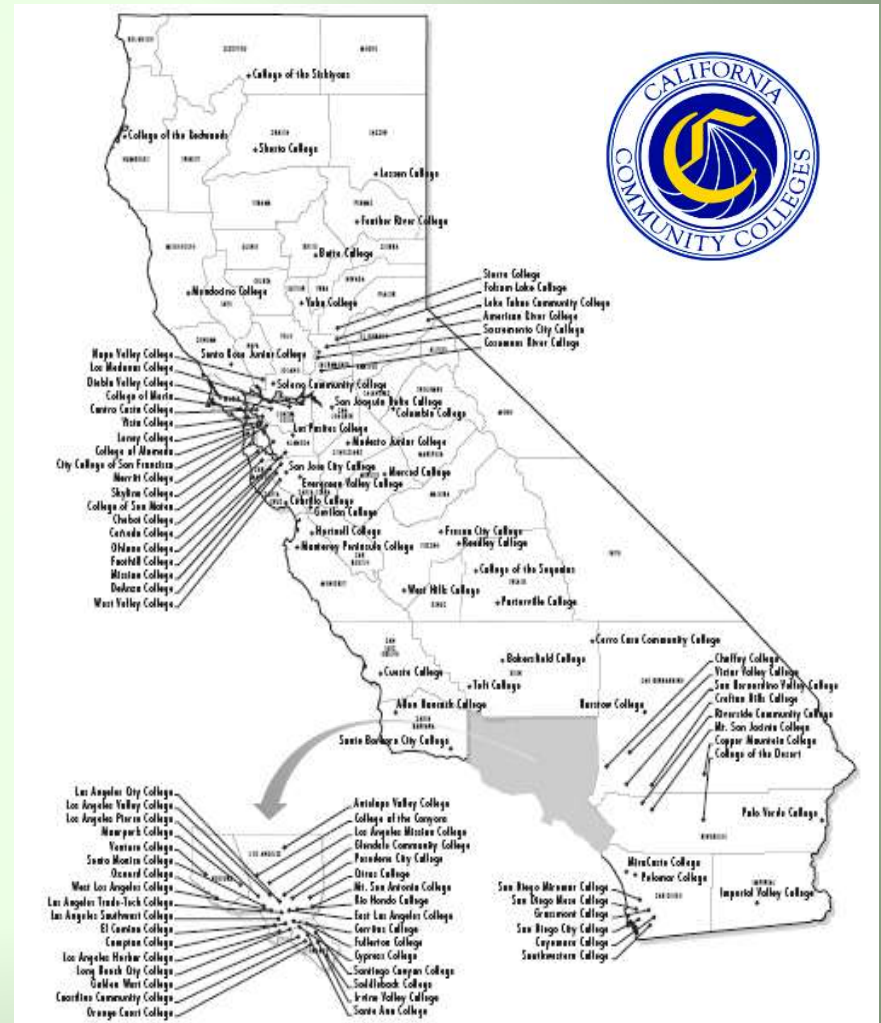 CALIFORNIA
COMMUNITY COLLEGES
College of the Siskiyous
College of the Redwoods
Shasta College
Lassen College
Feather River College
Butte College
Mendocino College
Yuba College
Sierra College
Folsom Lake College
Lake Tahoe Community College
American River College
Sacramento City College
Cosumnes River College
Santa Rosa Junior College
Napa Valley College
Los Medanos College
Diablo Valley College
College of Marin
Contra Costa College
Vista College
Laney College
College of Alameda
City College of San Francisco
Merritt College
Skyline College
College of San Mateo
Chabot College
Cañada College
Ohlone College
Foothill College
Mission College
DeAnza College
West Valley College
Solano Community College
San Joaquin Delta College
Columbia College
Las Positas College
Modesto Junior College
San Jose City College
Merced College
Evergreen Valley College
Cabrillo College
Gavilan College
Hartnell College
Monterey Peninsula College
Fresno City College
Reedley College
College of the Sequoias
West Hills College
Porterville College
Cerro Coso Community College
Bakersfield College
Cuesta College
Taft College
Allan Hancock College
Barstow College
Santa Barbara City College
Chaffey College
Victor Valley College
San Bernardino Valley College
Crafton Hills College
Riverside Community College
Mt. San Jacinto College
Copper Mountain College
College of the Desert
Palo Verde College
MiraCosta College
Palomar College
Imperial Valley College
San Diego Miramar College
San Diego Mesa College
Grossmont College
San Diego City College
Cuyamaca College
Southwestern College
Los Angeles City College
Los Angeles Valley College
Los Angeles Pierce College
Moorpark College
Ventura College
Santa Monica College
Oxnard College
West Los Angeles College
Los Angeles Trade-Tech College
Los Angeles Southwest College
El Camino College
Compton College
Los Angeles Harbor College
Long Beach City College
Golden West College
Coastline Community College
Orange Coast College
Antelope Valley College
College of the Canyons
Los Angeles Mission College
Glendale Community College
Pasadena City College
Citrus College
Mt. San Antonio College
Rio Hondo College
East Los Angeles College
Cerritos College
Fullerton College
Cypress College
Santiago Canyon College
Saddleback College
Irvine Valley College
Santa Ana College
LOS ANGELES